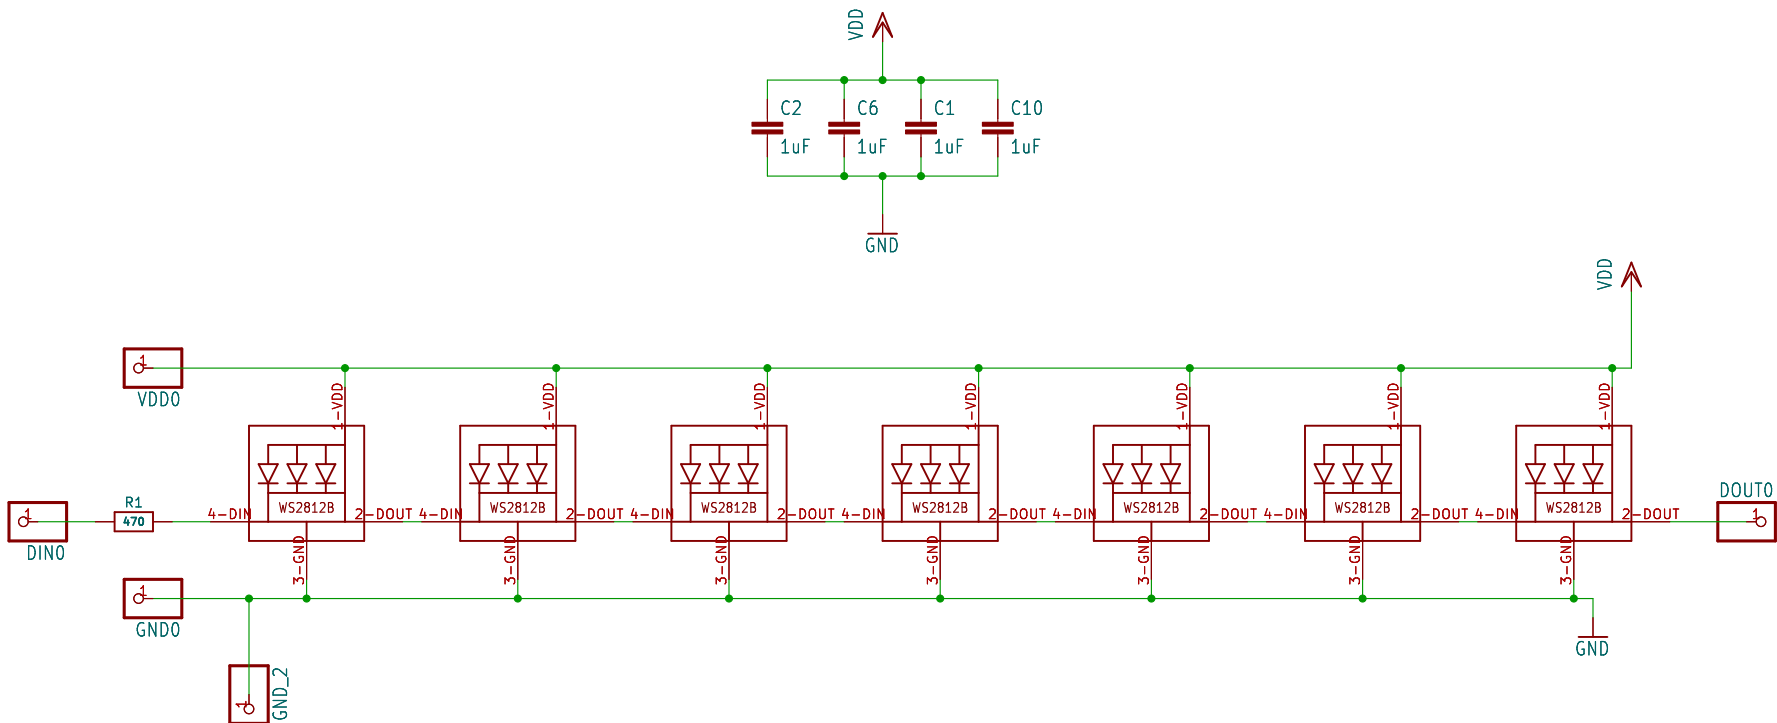 VDD
C2 C6 C1 C10
1uF 1uF 1uF 1uF
GND
VDD
1
VDD0
1-VDD 1-VDD 1-VDD 1-VDD 1-VDD 1-VDD 1-VDD
R1
470
1
DIN0
4-DIN WS2812B 2-DOUT 4-DIN WS2812B 2-DOUT 4-DIN WS2812B 2-DOUT 4-DIN WS2812B 2-DOUT 4-DIN WS2812B 2-DOUT 4-DIN WS2812B 2-DOUT 4-DIN WS2812B 2-DOUT
DOUT0
1
3-GND 3-GND 3-GND 3-GND 3-GND 3-GND 3-GND
1
GND0
GND
1
GND_2